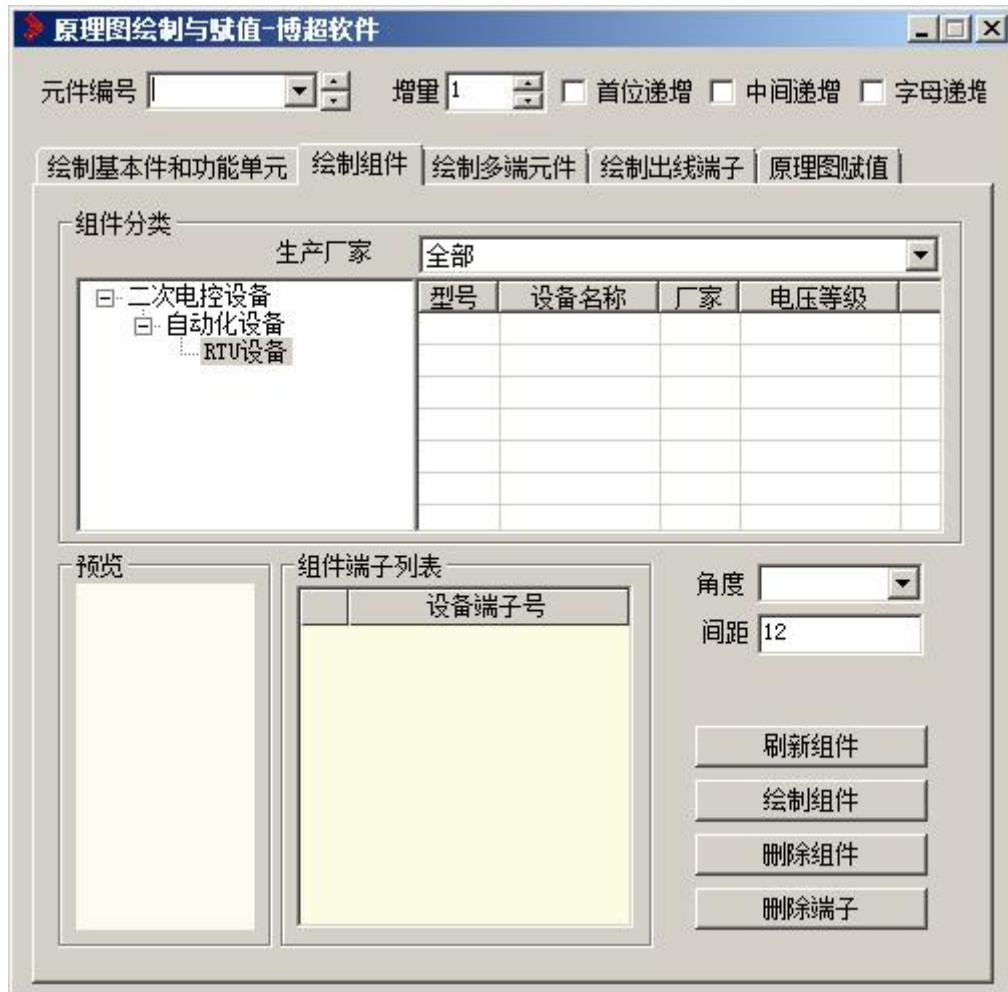 原理图绘制与赋值-博超软件
元件编号 增量 1 首位递增 中间递增 字母递增
绘制基本件和功能单元 绘制组件 绘制多端元件 绘制出线端子 原理图赋值
组件分类
生产厂家 全部
二次电控设备 型号 设备名称 厂家 电压等级
自动化设备
RTU设备
预览 组件端子列表
设备端子号
角度
间距 12
刷新组件
绘制组件
删除组件
删除端子